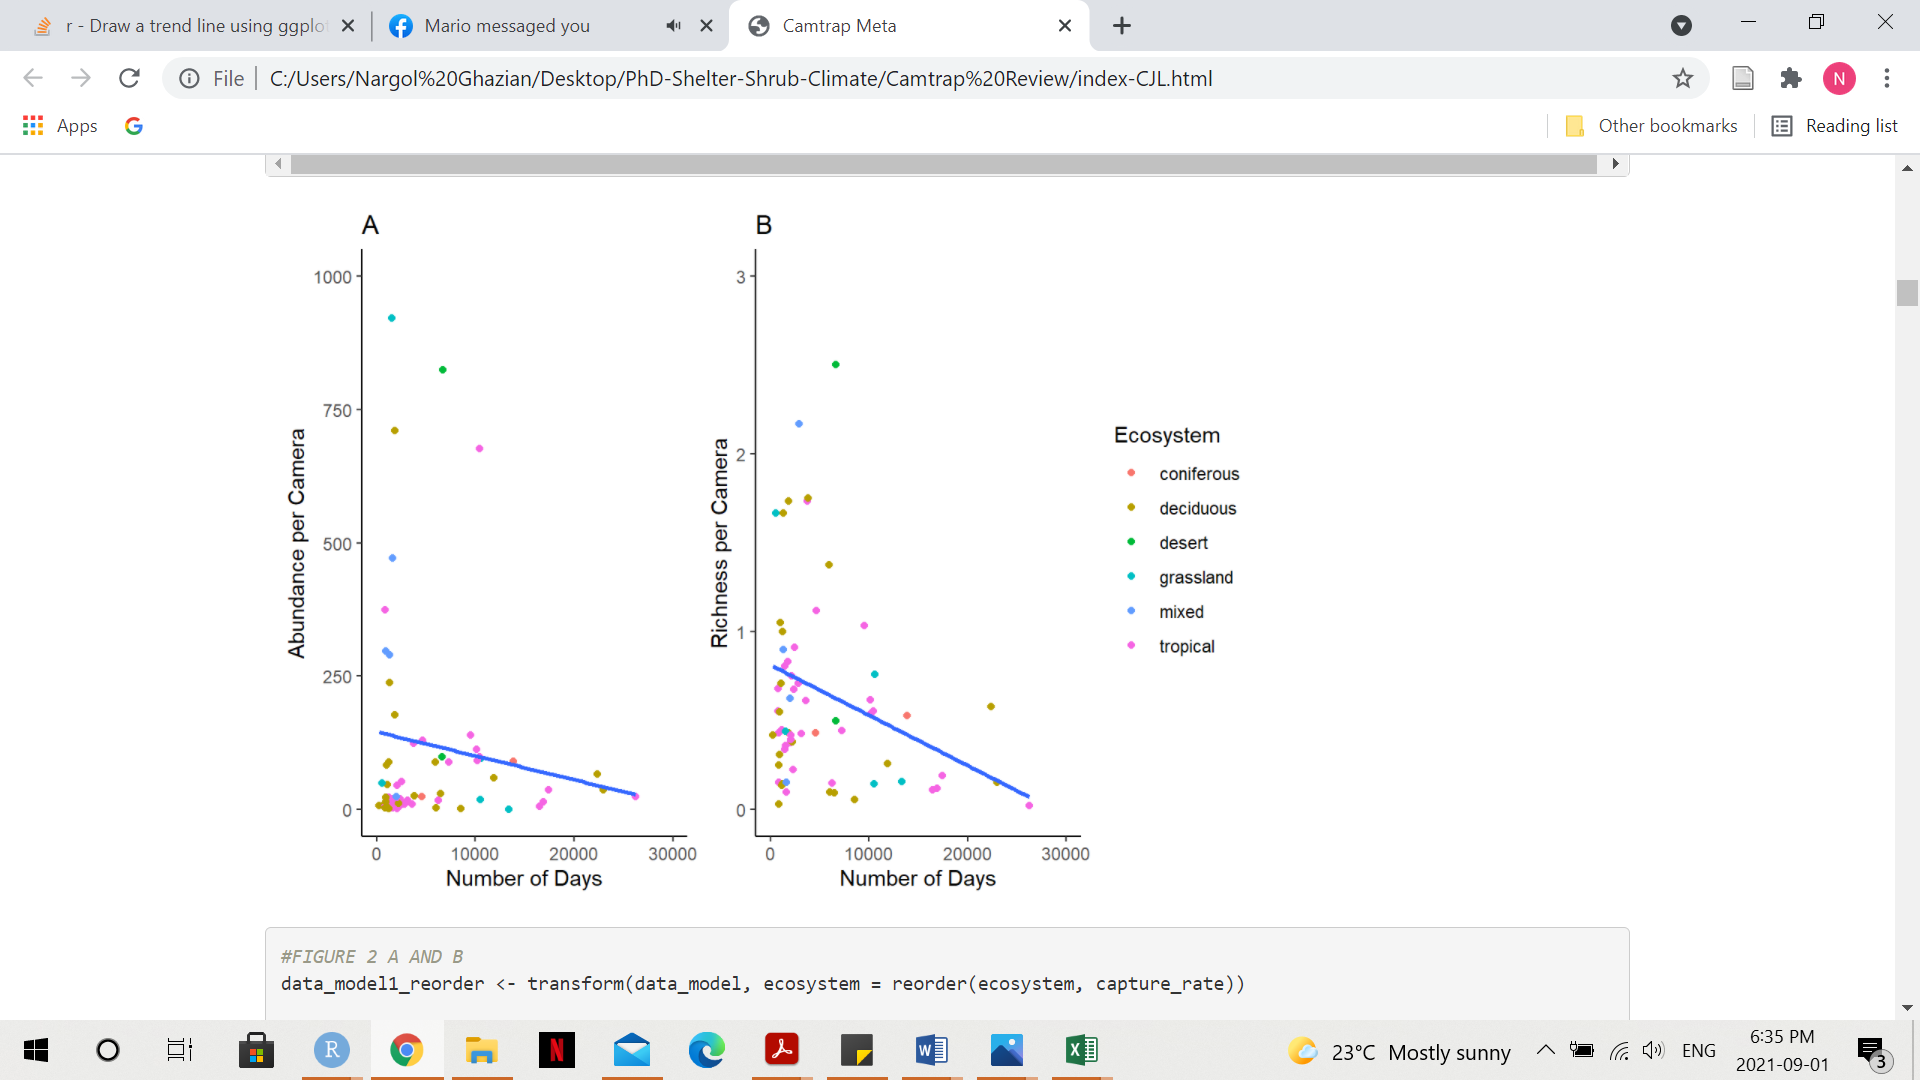 r - Draw a trend line using ggplot
Mario messaged you
Camtrap Meta
File
C:/Users/Nargol%20Ghazian/Desktop/PhD-Shelter-Shrub-Climate/Camtrap%20Review/index-CJL.html
N
Apps
Other bookmarks
Reading list
A
1000
750
500
250
0
Abundance per Camera
0 10000 20000 30000
Number of Days
B
3
2
1
0
Richness per Camera
0 10000 20000 30000
Number of Days
Ecosystem
coniferous
deciduous
desert
grassland
mixed
tropical
#FIGURE 2 A AND B
data_model1_reorder <- transform(data_model, ecosystem = reorder(ecosystem, capture_rate))
R
N
W
X
23°C Mostly sunny
ENG
6:35 PM
2021-09-01
3